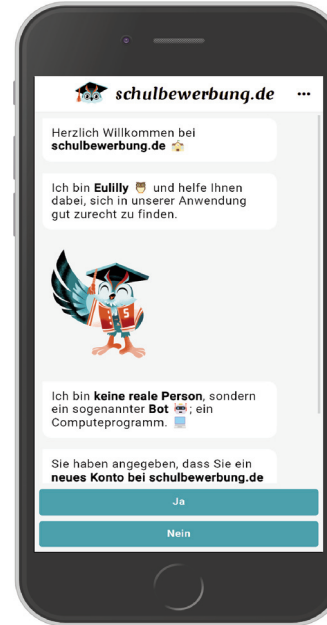 schulbewerbung.de
Herzlich Willkommen bei
schulbewerbung.de
Ich bin Eulilly und helfe Ihnen
dabei, sich in unserer Anwendung
gut zurecht zu finden.
S
Ich bin keine reale Person, sondern
ein sogenannter Bot ; ein
Computeprogramm.
Sie haben angegeben, dass Sie ein
neues Konto bei schulbewerbung.de
Ja
Nein